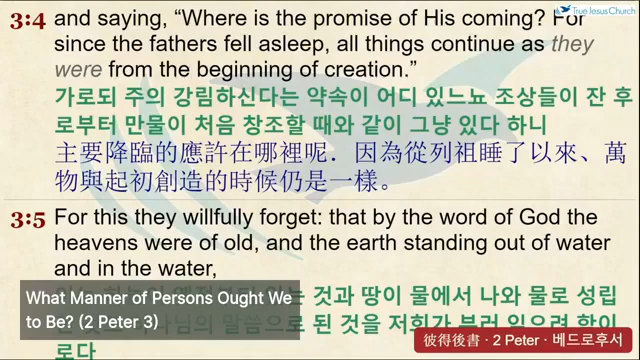 True Jesus Church
3:4 and saying, “Where is the promise of His coming? For
since the fathers fell asleep, all things continue as they
were from the beginning of creation.”
가로되 주의 강림하신다는 약속이 어디 있느뇨 조상들이 잔 후
로부터 만물이 처음 창조할 때와 같이 그냥 있다 하니
主要降臨的應許在哪裡呢．因為從列祖睡了以來、萬
物與起初創造的時候仍是一樣。
3:5 For this they willfully forget: that by the word of God the
heavens were of old, and the earth standing out of water
and in the water,
것과 땅이 물에서 나와 물로 성립
된 것을 저희가 부러 잊으려 함이
로다
What Manner of Persons Ought We
to Be? (2 Peter 3)
彼得後書 · 2 Peter · 베드로후서